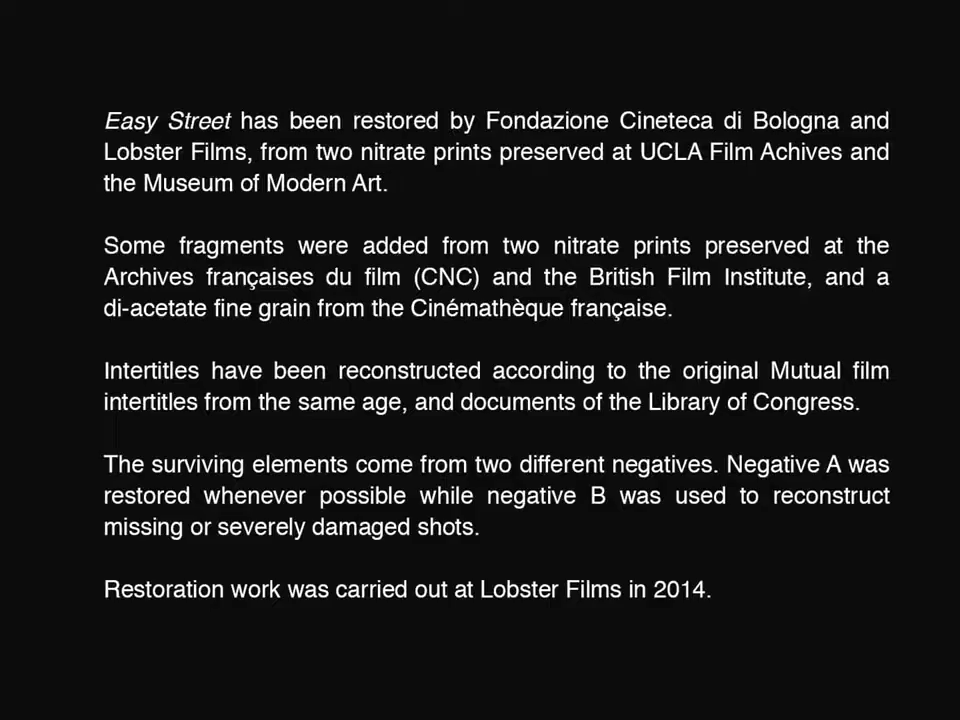 Easy Street has been restored by Fondazione Cineteca di Bologna and
Lobster Films, from two nitrate prints preserved at UCLA Film Achives and
the Museum of Modern Art.
Some fragments were added from two nitrate prints preserved at the
Archives françaises du film (CNC) and the British Film Institute, and a
di-acetate fine grain from the Cinémathèque française.
Intertitles have been reconstructed according to the original Mutual film
intertitles from the same age, and documents of the Library of Congress.
The surviving elements come from two different negatives. Negative A was
restored whenever possible while negative B was used to reconstruct
missing or severely damaged shots.
Restoration work was carried out at Lobster Films in 2014.